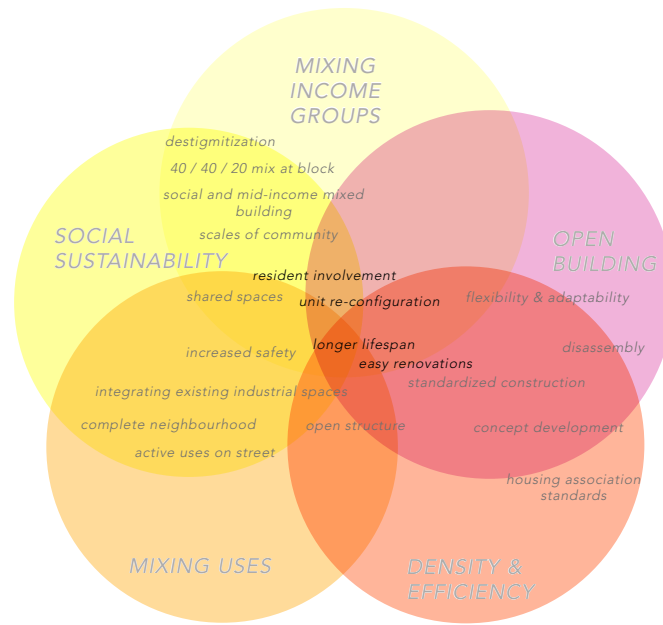 MIXING
INCOME
GROUPS
destigmitization
40 / 40 / 20 mix at block
social and mid-income mixed
building
scales of community
SOCIAL
SUSTAINABILITY
OPEN
BUILDING
resident involvement
shared spaces
unit re-configuration
flexibility & adaptability
increased safety
longer lifespan
disassembly
easy renovations
standardized construction
integrating existing industrial spaces
complete neighbourhood
open structure
concept development
active uses on street
housing association
standards
MIXING USES
DENSITY &
EFFICIENCY